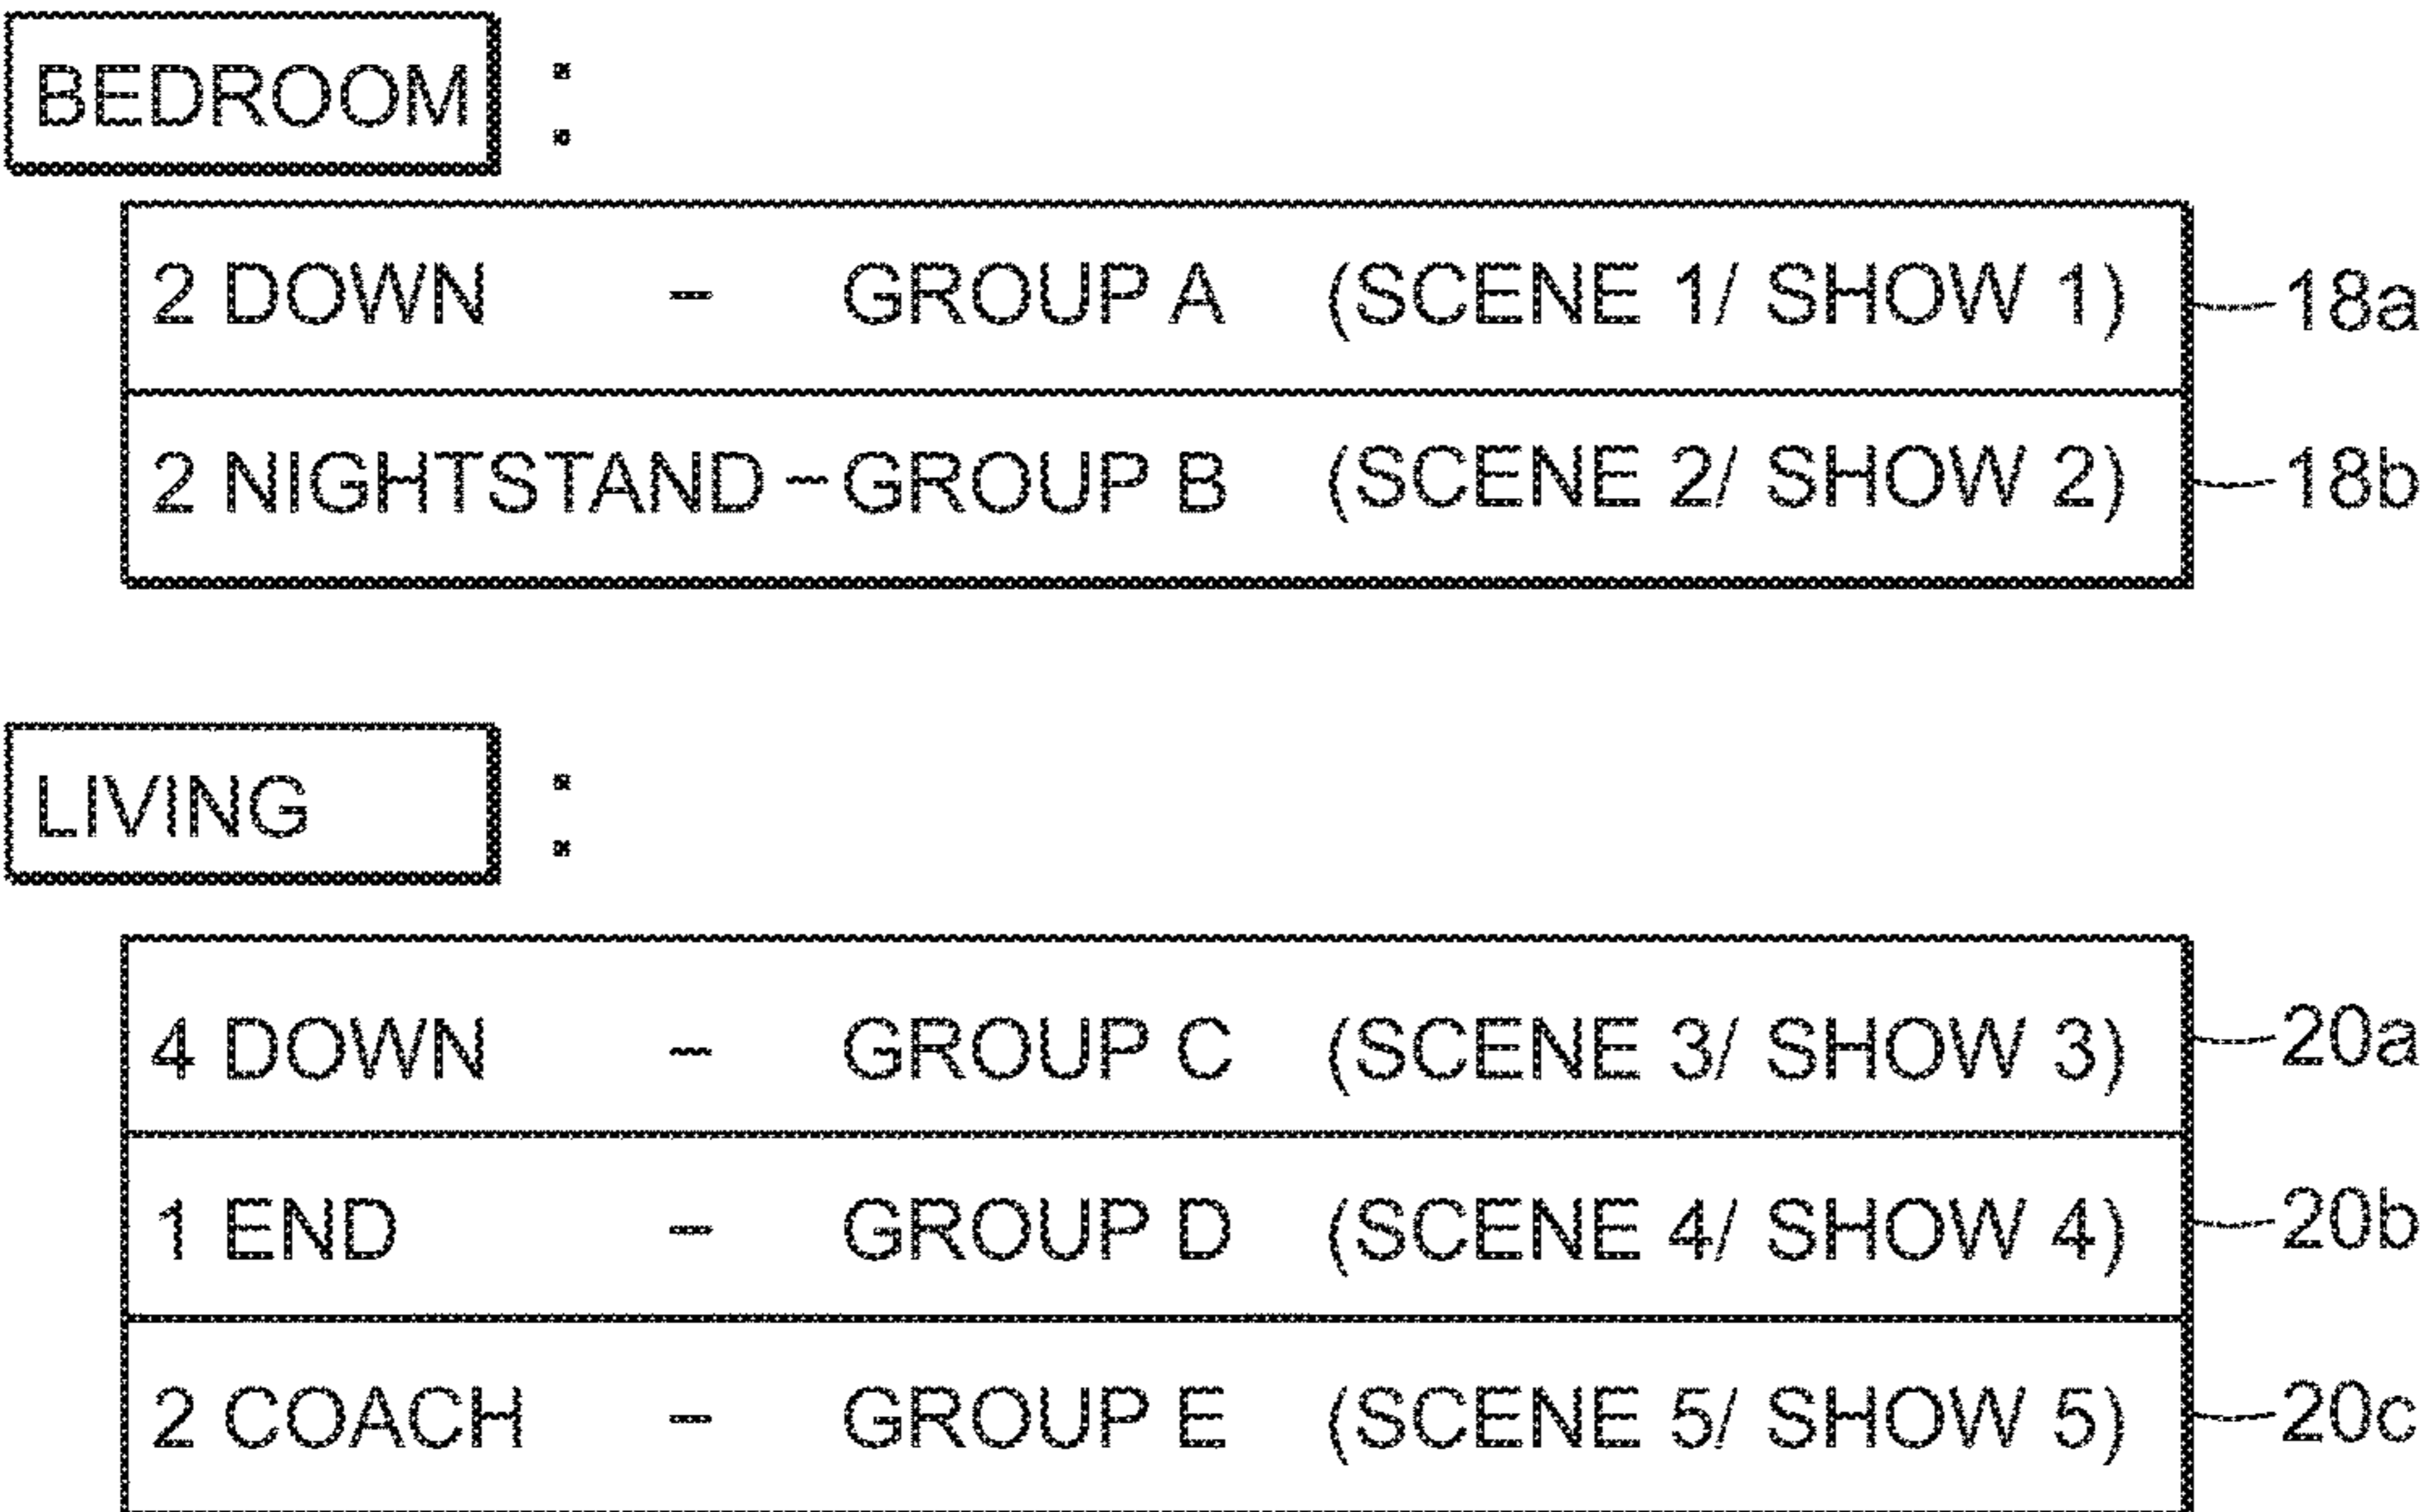 BEDROOM :
2 DOWN - GROUP A (SCENE 1/ SHOW 1) 18a
2 NIGHTSTAND - GROUP B (SCENE 2/ SHOW 2) 18b
LIVING :
4 DOWN - GROUP C (SCENE 3/ SHOW 3) 20a
1 END - GROUP D (SCENE 4/ SHOW 4) 20b
2 COACH - GROUP E (SCENE 5/ SHOW 5) 20c